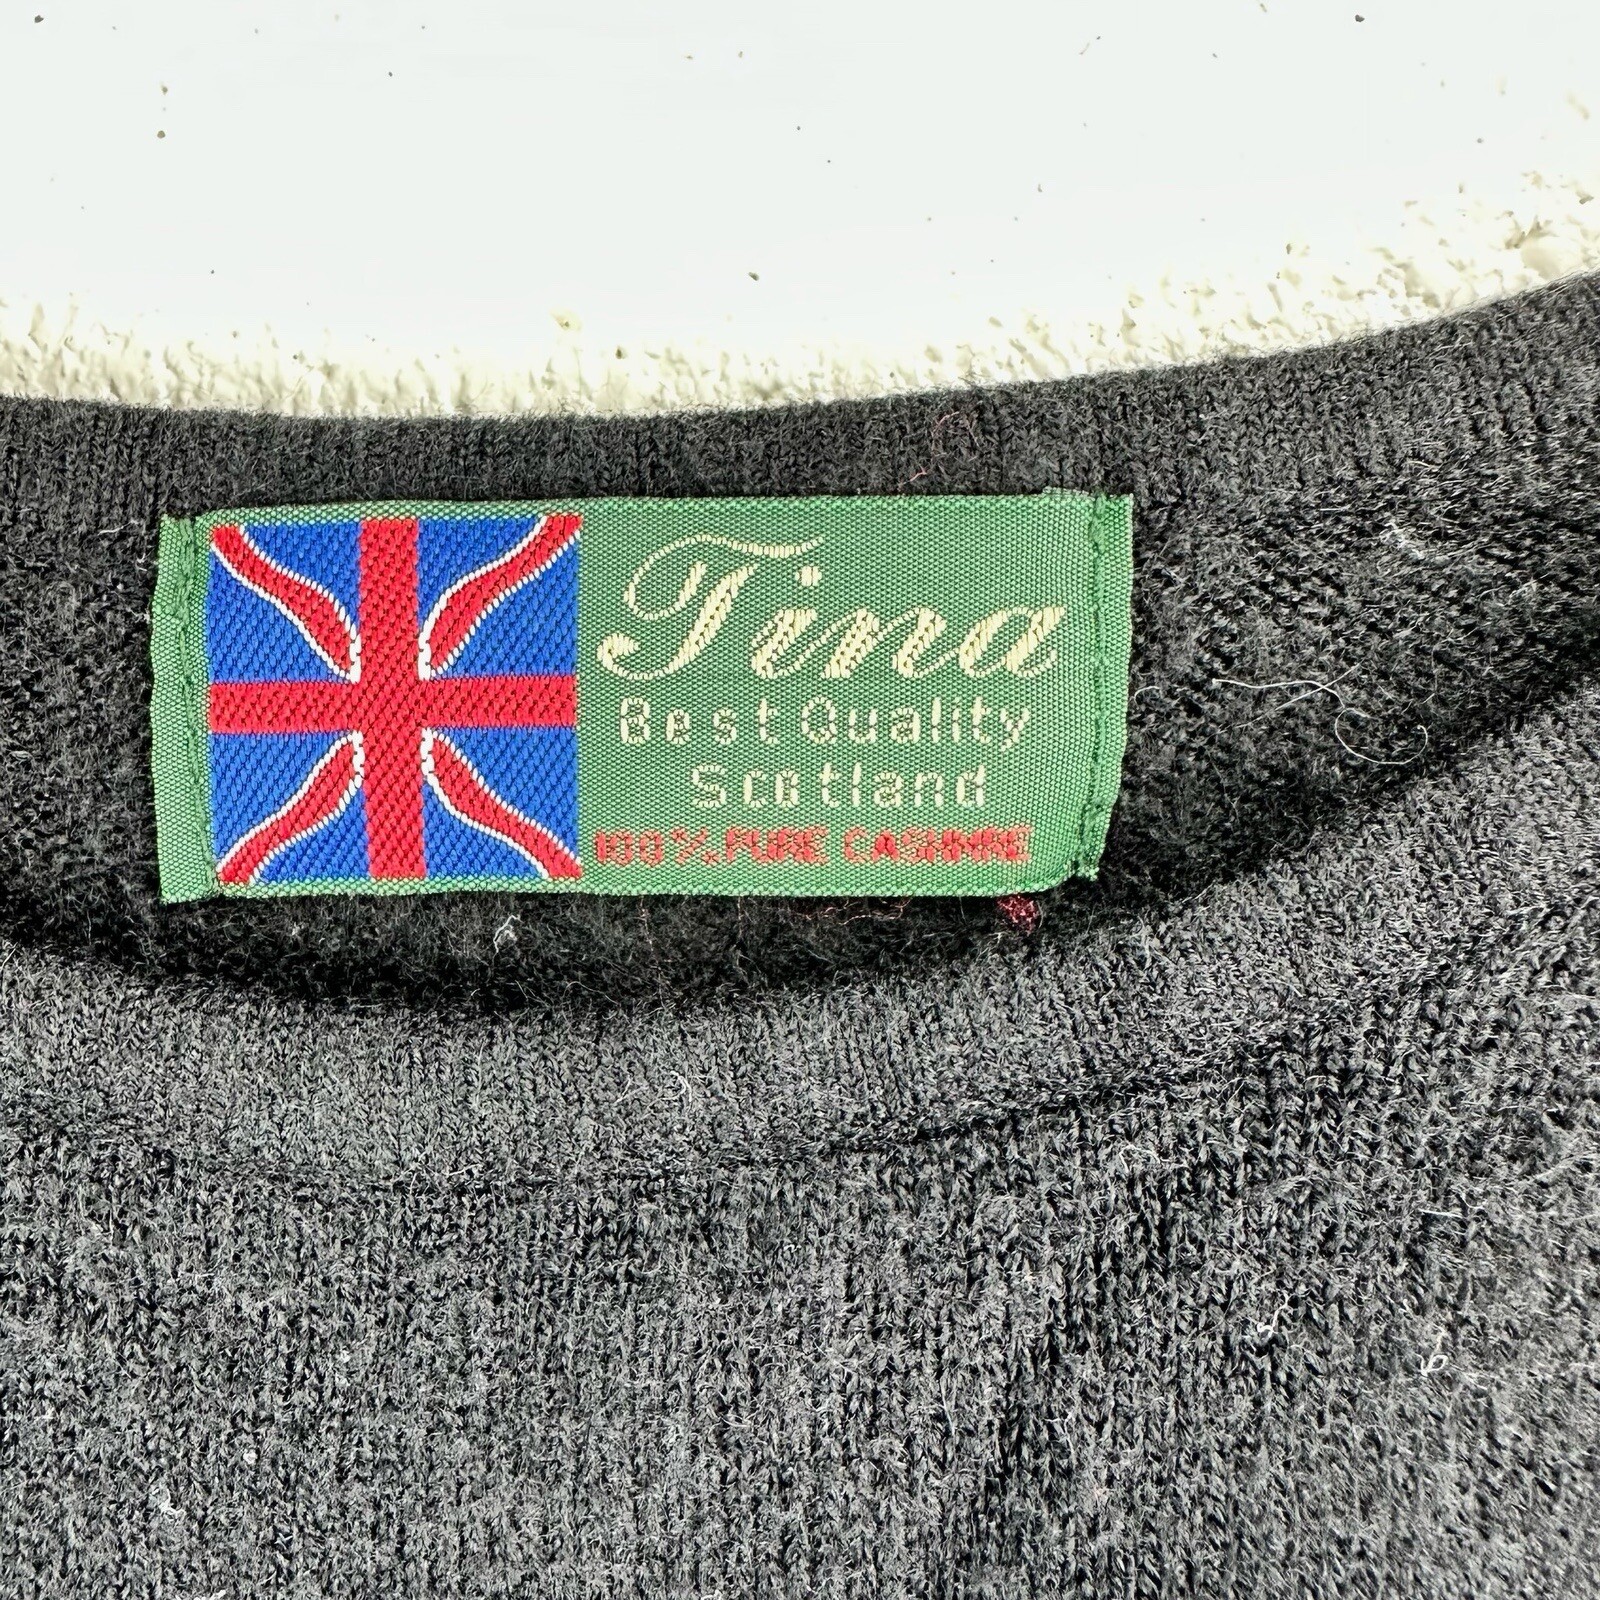 Tina
Best Quality
Scotland
100% PURE CASHMRE